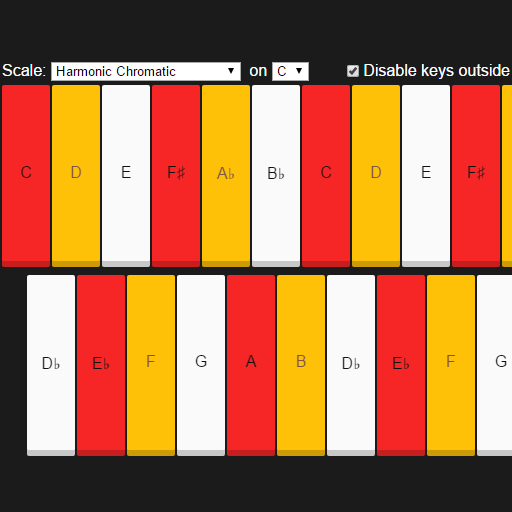 Scale: Harmonic Chromatic on C Disable keys outside
C D E F♯ A♭ B♭ C D E F♯
D♭ E♭ F G A B D♭ E♭ F G